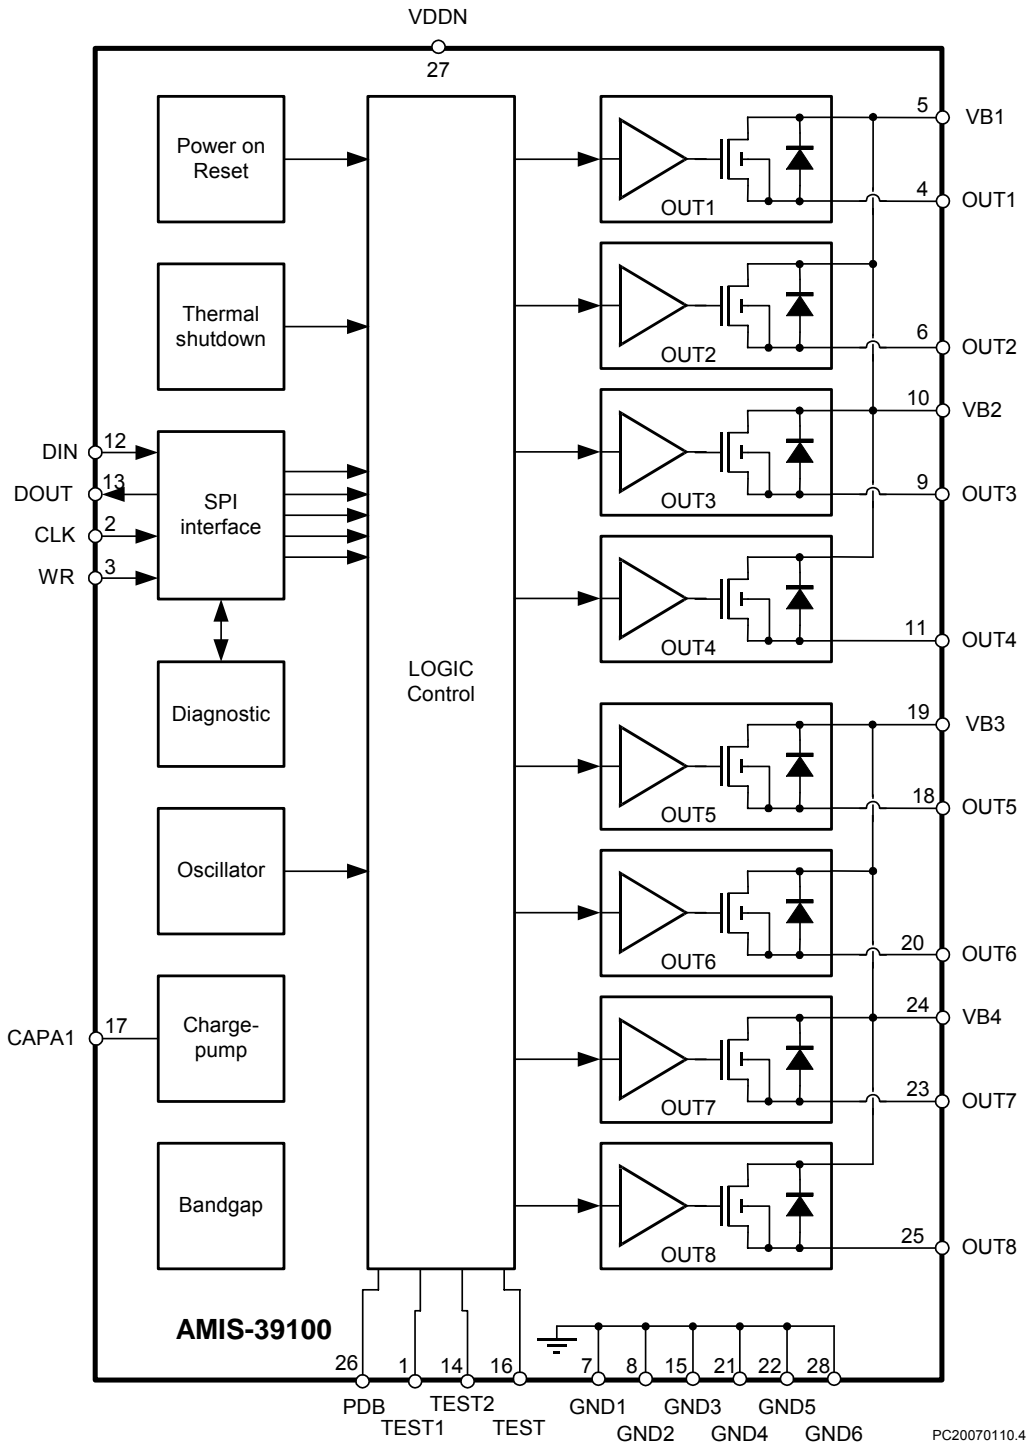 VDDN
27
Power on
Reset
5
VB1
4
OUT1
OUT1
Thermal
shutdown
6
OUT2
OUT2
10
VB2
DIN
12
DOUT
13
CLK
2
WR
3
SPI
interface
9
OUT3
OUT3
11
OUT4
OUT4
LOGIC
Control
Diagnostic
19
VB3
18
OUT5
OUT5
Oscillator
20
OUT6
OUT6
24
VB4
CAPA1
17
Charge-
pump
23
OUT7
OUT7
Bandgap
25
OUT8
OUT8
AMIS-39100
26
1
14
16
7
8
15
21
22
28
PDB
TEST1
TEST2
TEST
GND1
GND2
GND3
GND4
GND5
GND6
PC20070110.4